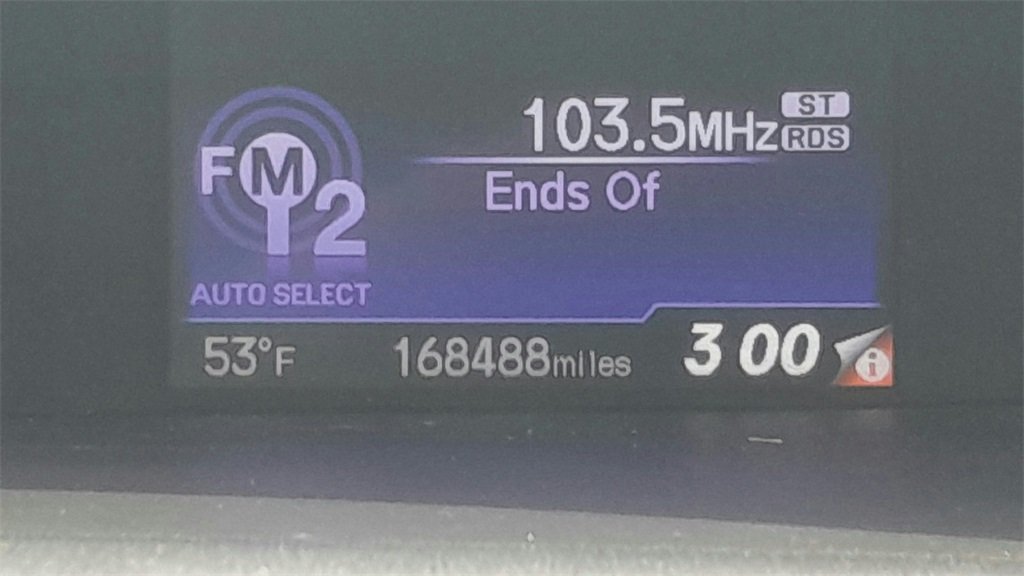 FM 2
103.5MHz ST
RDS
Ends Of
AUTO SELECT
53°F 168488miles 3 00 i